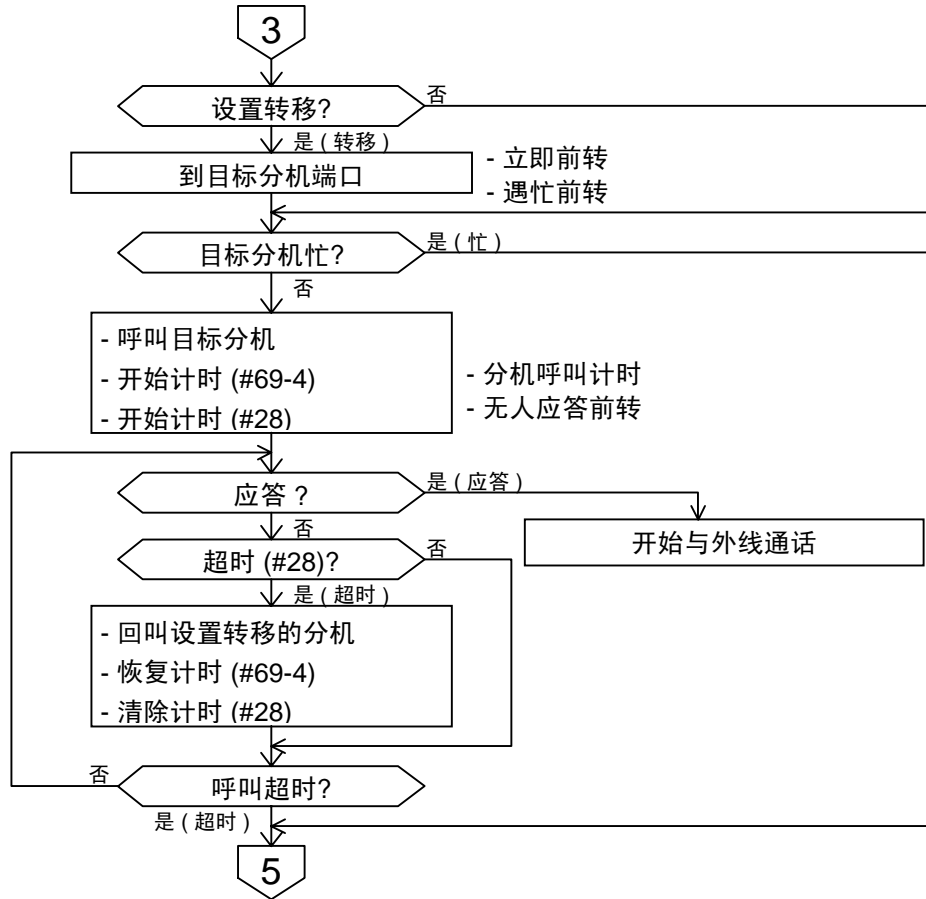 3
设置转移?
否
是 ( 转移 )
到目标分机端口
- 立即前转
- 遇忙前转
目标分机忙?
是 ( 忙 )
否
- 呼叫目标分机
- 开始计时 (#69-4)
- 开始计时 (#28)
- 分机呼叫计时
- 无人应答前转
应答 ?
是 ( 应答 )
否
开始与外线通话
超时 (#28)?
否
是 ( 超时 )
- 回叫设置转移的分机
- 恢复计时 (#69-4)
- 清除计时 (#28)
否
呼叫超时?
是 ( 超时 )
5